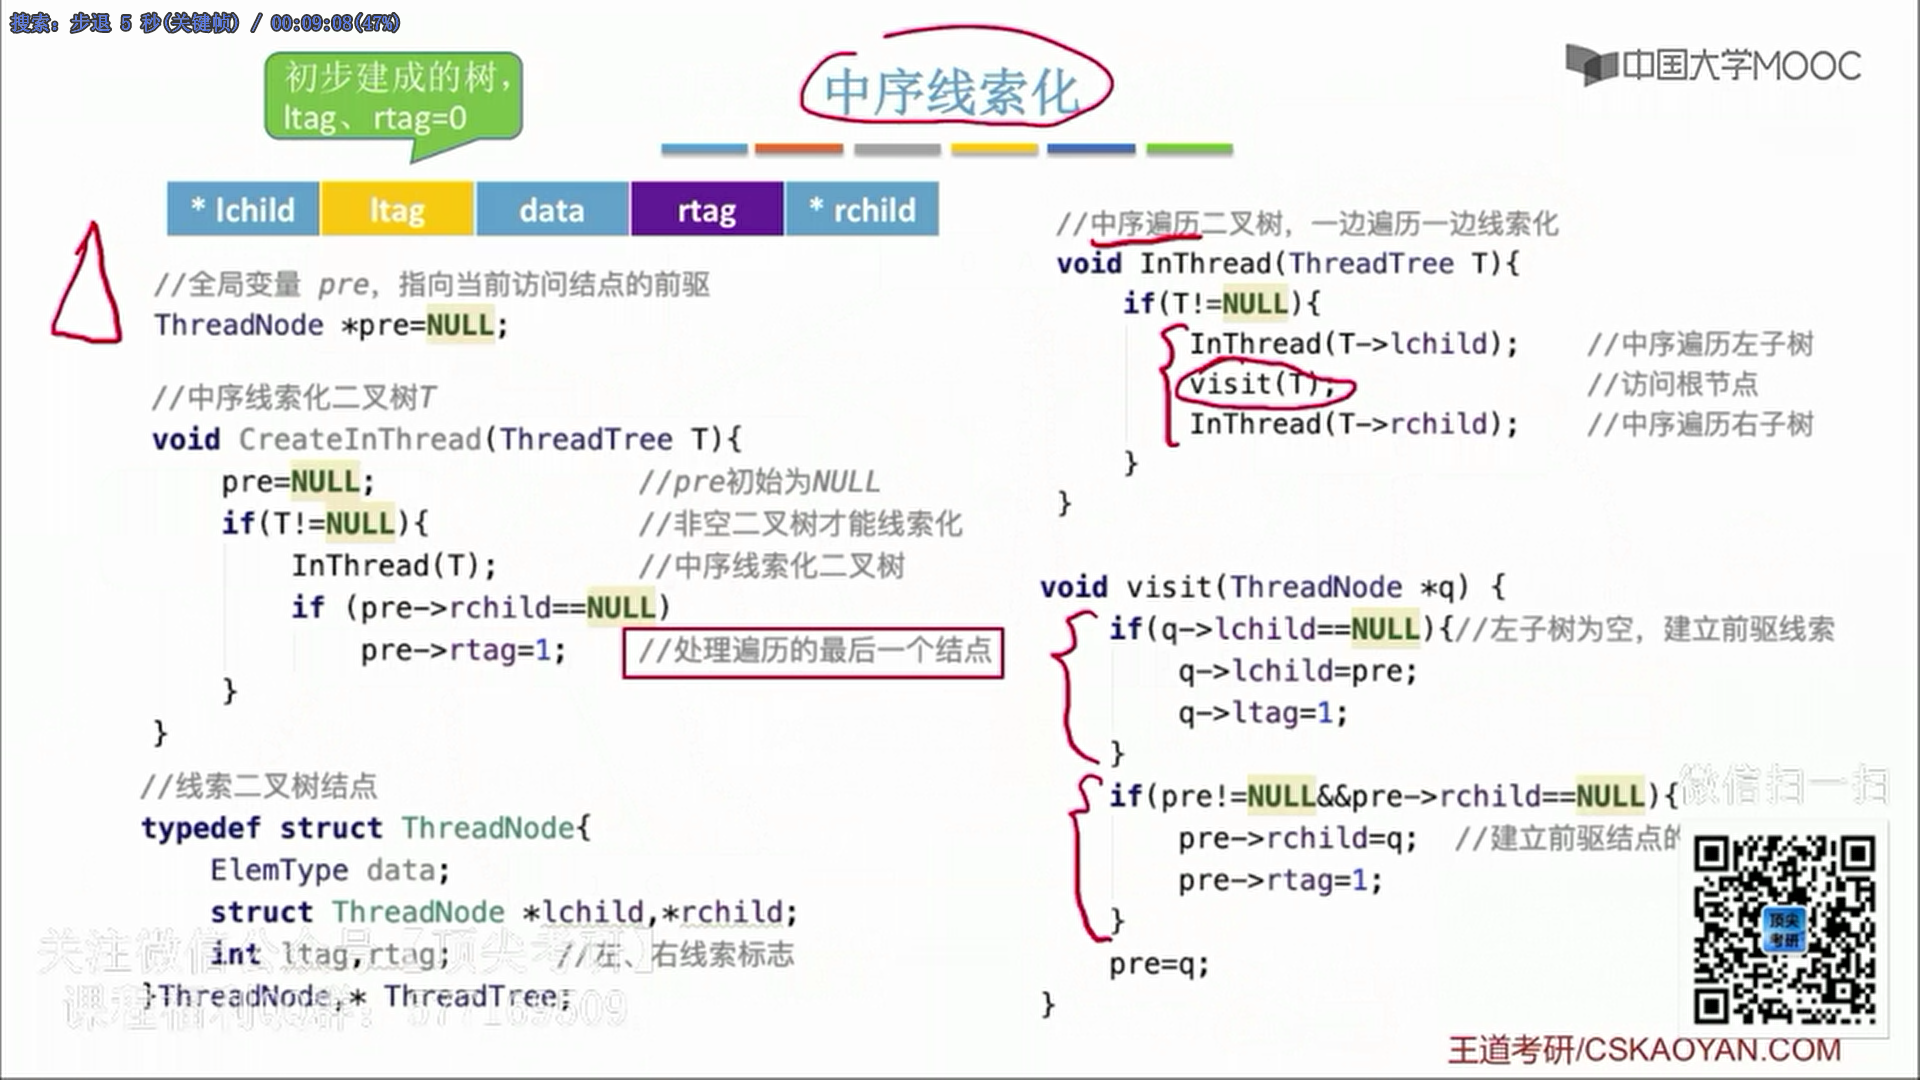 搜索: 步退 5 秒(关键帧) / 00:09:08(47%)
初步建成的树,
ltag、rtag=0
中序线索化
中国大学MOOC
* lchild ltag data rtag * rchild
//全局变量 pre，指向当前访问结点的前驱
ThreadNode *pre=NULL;
//中序线索化二叉树T
void CreateInThread(ThreadTree T){
pre=NULL; //pre初始为NULL
if(T!=NULL){ //非空二叉树才能线索化
InThread(T); //中序线索化二叉树
if (pre->rchild==NULL)
pre->rtag=1; //处理遍历的最后一个结点
}
}
//线索二叉树结点
typedef struct ThreadNode{
ElemType data;
struct ThreadNode *lchild,*rchild;
int ltag,rtag; //左、右线索标志
}ThreadNode,* ThreadTree;
//中序遍历二叉树，一边遍历一边线索化
void InThread(ThreadTree T){
if(T!=NULL){
InThread(T->lchild); //中序遍历左子树
visit(T); //访问根节点
InThread(T->rchild); //中序遍历右子树
}
}
void visit(ThreadNode *q) {
if(q->lchild==NULL){//左子树为空，建立前驱线索
q->lchild=pre;
q->ltag=1;
}
if(pre!=NULL&&pre->rchild==NULL){
pre->rchild=q; //建立前驱结点的
pre->rtag=1;
}
pre=q;
}
微信扫一扫
顶尖
考研
关注微信公众号【顶尖考研】
王道考研/CSKAOYAN.COM